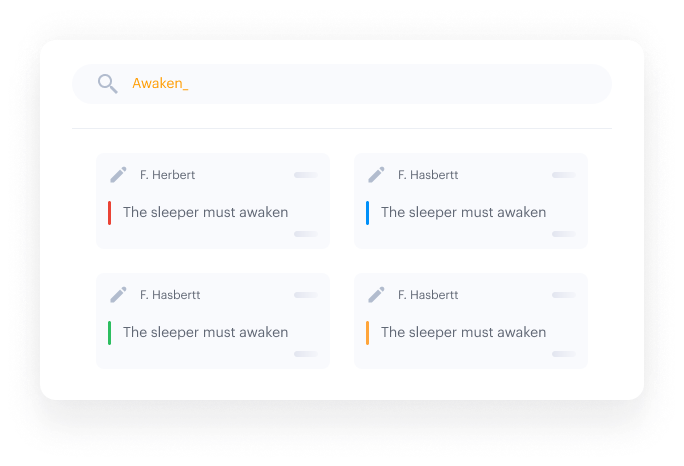 Awaken_
F. Herbert
The sleeper must awaken
F. Hasbertt
The sleeper must awaken
F. Hasbertt
The sleeper must awaken
F. Hasbertt
The sleeper must awaken